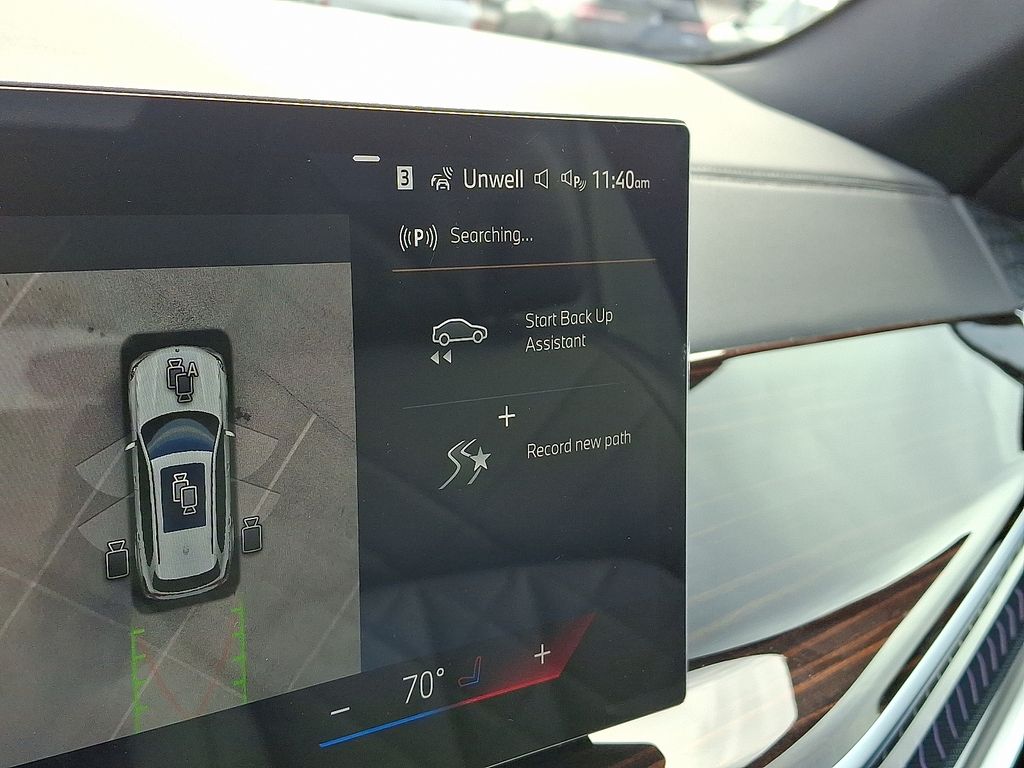 3 Unwell P 11:40am
(((P))) Searching...
Start Back Up
Assistant
A
+
Record new path
70°
- +